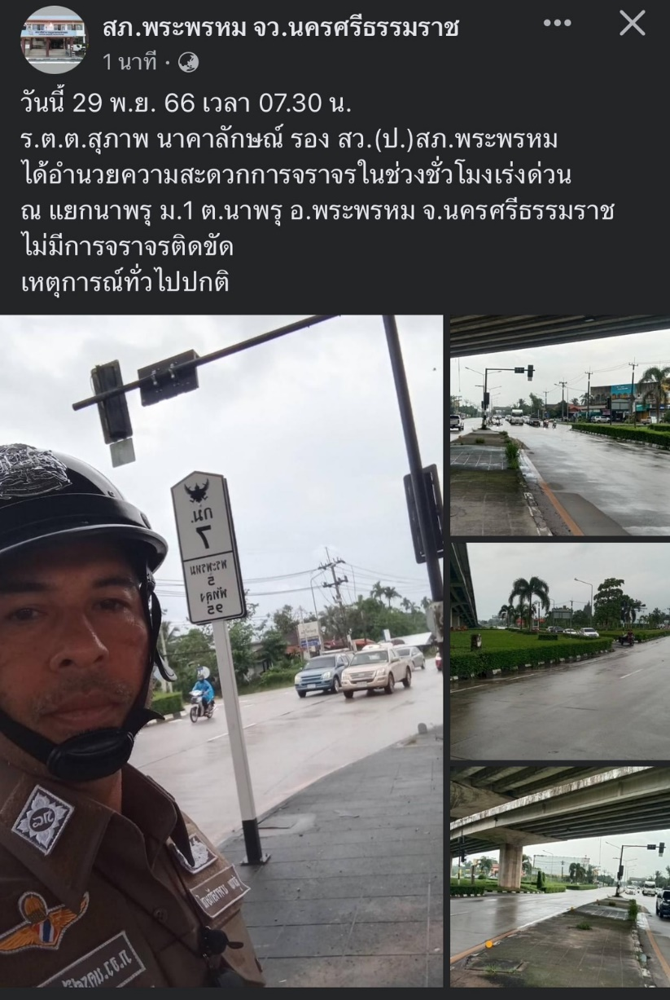 สภ.พระพรหม จว.นครศรีธรรมราช
1 นาที
วันนี้ 29 พ.ย. 66 เวลา 07.30 น.
ร.ต.ต.สุภาพ นาคาลักษณ์ รอง สว.(ป.)สภ.พระพรหม
ได้อำนวยความสะดวกการจราจรในช่วงชั่วโมงเร่งด่วน
ณ แยกนาพรุ ม.1 ต.นาพรุ อ.พระพรหม จ.นครศรีธรรมราช
ไม่มีการจราจรติดขัด
เหตุการณ์ทั่วไปปกติ
กม.
7
พระพรหม
5
พัทลุง
95